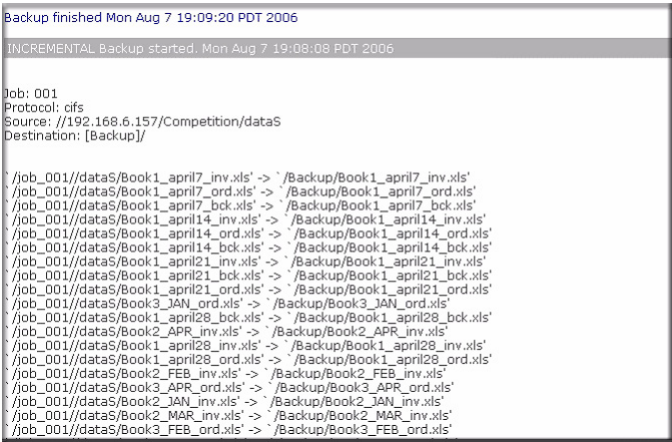 Backup finished Mon Aug 7 19:09:20 PDT 2006
INCREMENTAL Backup started. Mon Aug 7 19:08:08 PDT 2006
Job: 001
Protocol: cifs
Source: //192.168.6.157/Competition/dataS
Destination: [Backup]/
`/job_001//dataS/Book1_april7_inv.xls' -> `/Backup/Book1_april7_inv.xls'
`/job_001//dataS/Book1_april7_ord.xls' -> `/Backup/Book1_april7_ord.xls'
`/job_001//dataS/Book1_april7_bck.xls' -> `/Backup/Book1_april7_bck.xls'
`/job_001//dataS/Book1_april14_inv.xls' -> `/Backup/Book1_april14_inv.xls'
`/job_001//dataS/Book1_april14_ord.xls' -> `/Backup/Book1_april14_ord.xls'
`/job_001//dataS/Book1_april14_bck.xls' -> `/Backup/Book1_april14_bck.xls'
`/job_001//dataS/Book1_april21_inv.xls' -> `/Backup/Book1_april21_inv.xls'
`/job_001//dataS/Book1_april21_bck.xls' -> `/Backup/Book1_april21_bck.xls'
`/job_001//dataS/Book1_april21_ord.xls' -> `/Backup/Book1_april21_ord.xls'
`/job_001//dataS/Book3_JAN_ord.xls' -> `/Backup/Book3_JAN_ord.xls'
`/job_001//dataS/Book1_april28_bck.xls' -> `/Backup/Book1_april28_bck.xls'
`/job_001//dataS/Book2_APR_inv.xls' -> `/Backup/Book2_APR_inv.xls'
`/job_001//dataS/Book1_april28_inv.xls' -> `/Backup/Book1_april28_inv.xls'
`/job_001//dataS/Book1_april28_ord.xls' -> `/Backup/Book1_april28_ord.xls'
`/job_001//dataS/Book2_FEB_inv.xls' -> `/Backup/Book2_FEB_inv.xls'
`/job_001//dataS/Book3_APR_ord.xls' -> `/Backup/Book3_APR_ord.xls'
`/job_001//dataS/Book2_JAN_inv.xls' -> `/Backup/Book2_JAN_inv.xls'
`/job_001//dataS/Book2_MAR_inv.xls' -> `/Backup/Book2_MAR_inv.xls'
`/job_001//dataS/Book3_FEB_ord.xls' -> `/Backup/Book3_FEB_ord.xls'